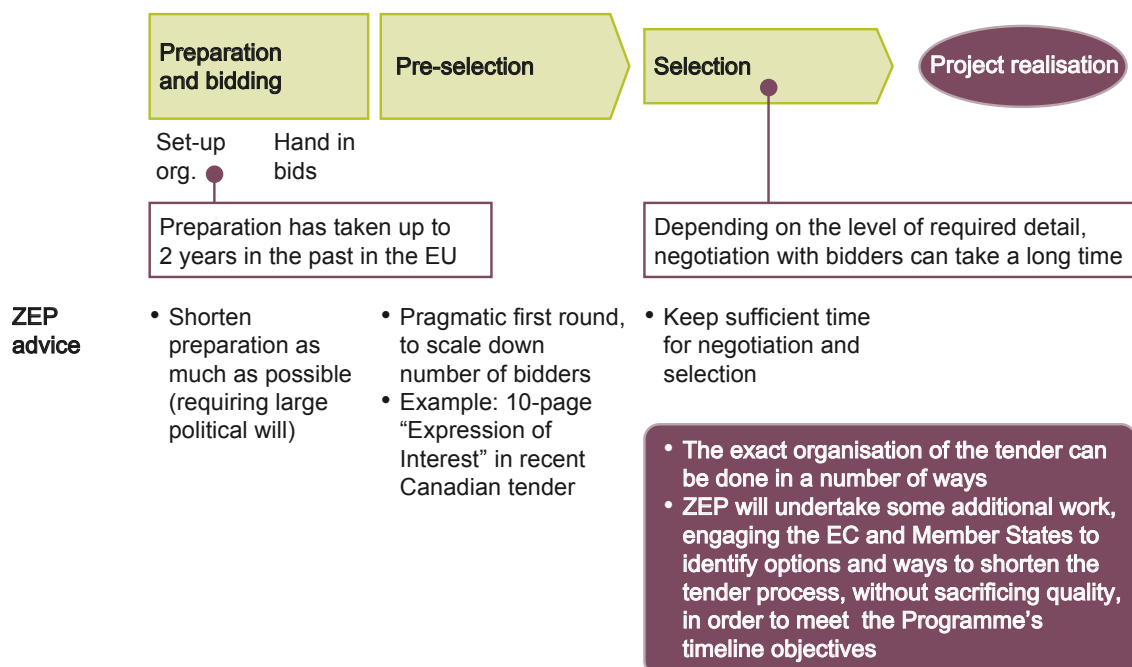 Preparation
and bidding
Pre-selection
Selection
Project realisation
Set-up
org.
Hand in
bids
Preparation has taken up to
2 years in the past in the EU
Depending on the level of required detail,
negotiation with bidders can take a long time
ZEP
advice
• Shorten
preparation as
much as possible
(requiring large
political will)
• Pragmatic first round,
to scale down
number of bidders
• Example: 10-page
“Expression of
Interest” in recent
Canadian tender
• Keep sufficient time
for negotiation and
selection
• The exact organisation of the tender can
be done in a number of ways
• ZEP will undertake some additional work,
engaging the EC and Member States to
identify options and ways to shorten the
tender process, without sacrificing quality,
in order to meet the Programme’s
timeline objectives